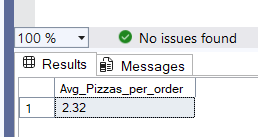 100 %
No issues found
Results
Messages
Avg_Pizzas_per_order
1 2.32